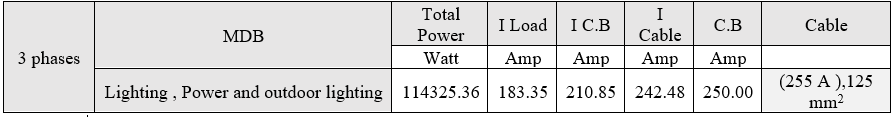 3 phases
MDB
Total
Power
I Load
I C.B
I
Cable
C.B
Cable
Watt
Amp
Amp
Amp
Amp
Lighting , Power and outdoor lighting
114325.36
183.35
210.85
242.48
250.00
(255 A ),125
mm²